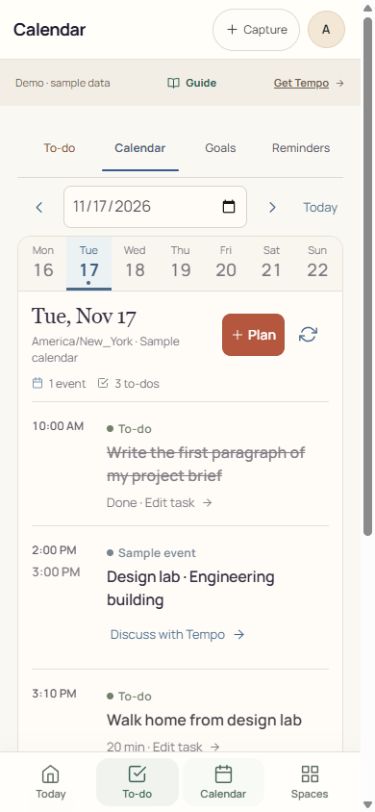 Calendar
+ Capture
A
Demo · sample data
Guide
Get Tempo →
To-do
Calendar
Goals
Reminders
11/17/2026
Today
Mon Tue Wed Thu Fri Sat Sun
16 17 18 19 20 21 22
Tue, Nov 17
America/New_York · Sample
calendar
+ Plan
1 event
3 to-dos
10:00 AM
To-do
Write the first paragraph of
my project brief
Done · Edit task →
2:00 PM
3:00 PM
Sample event
Design lab · Engineering
building
Discuss with Tempo →
3:10 PM
To-do
Walk home from design lab
20 min · Edit task →
Today
To-do
Calendar
Spaces